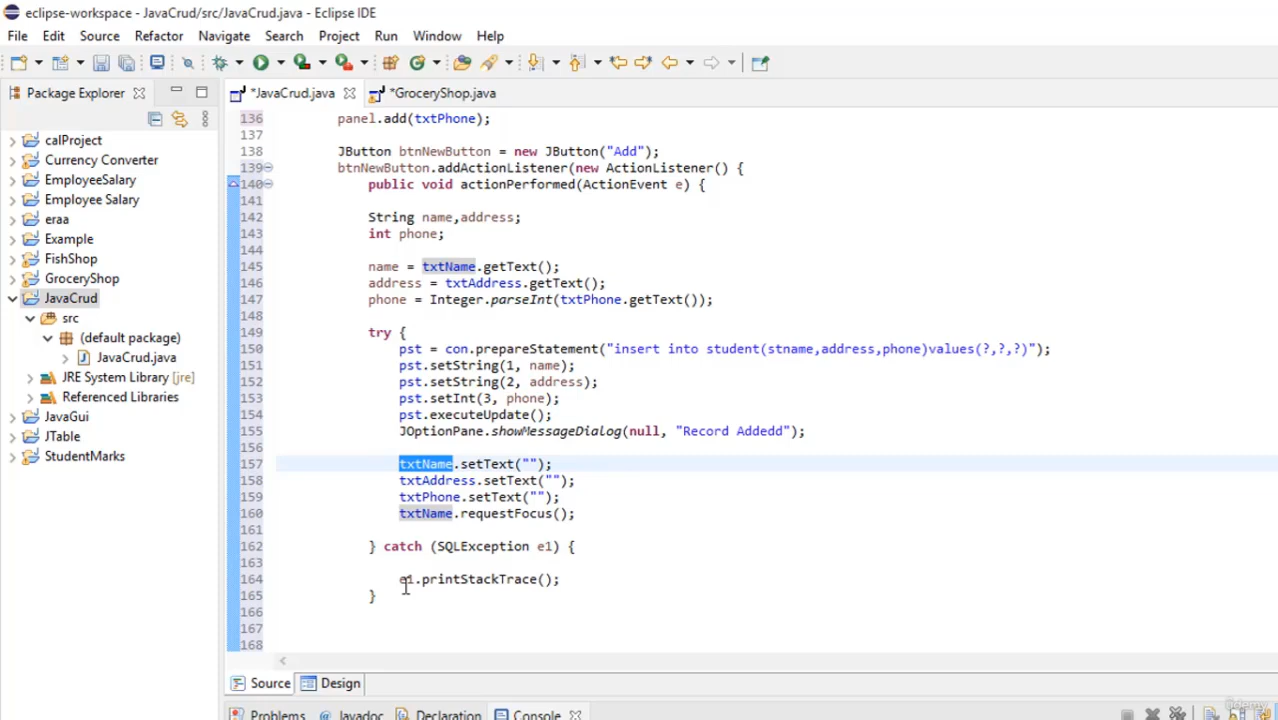 eclipse-workspace - JavaCrud/src/JavaCrud.java - Eclipse IDE
File Edit Source Refactor Navigate Search Project Run Window Help
Package Explorer
*JavaCrud.java
*GroceryShop.java
calProject
Currency Converter
EmployeeSalary
Employee Salary
eraa
Example
FishShop
GroceryShop
JavaCrud
src
(default package)
JavaCrud.java
JRE System Library [jre]
Referenced Libraries
JavaGui
JTable
StudentMarks
136 panel.add(txtPhone);
137
138 JButton btnNewButton = new JButton("Add");
139 btnNewButton.addActionListener(new ActionListener() {
140 public void actionPerformed(ActionEvent e) {
141
142 String name,address;
143 int phone;
144
145 name = txtName.getText();
146 address = txtAddress.getText();
147 phone = Integer.parseInt(txtPhone.getText());
148
149 try {
150 pst = con.prepareStatement("insert into student(stname,address,phone)values(?,?,?)");
151 pst.setString(1, name);
152 pst.setString(2, address);
153 pst.setInt(3, phone);
154 pst.executeUpdate();
155 JOptionPane.showMessageDialog(null, "Record Addedd");
156
157 txtName.setText("");
158 txtAddress.setText("");
159 txtPhone.setText("");
160 txtName.requestFocus();
161
162 } catch (SQLException e1) {
163
164 e1.printStackTrace();
165 }
166
167
168
Source Design
Problems Javadoc Declaration Console
ûdemy